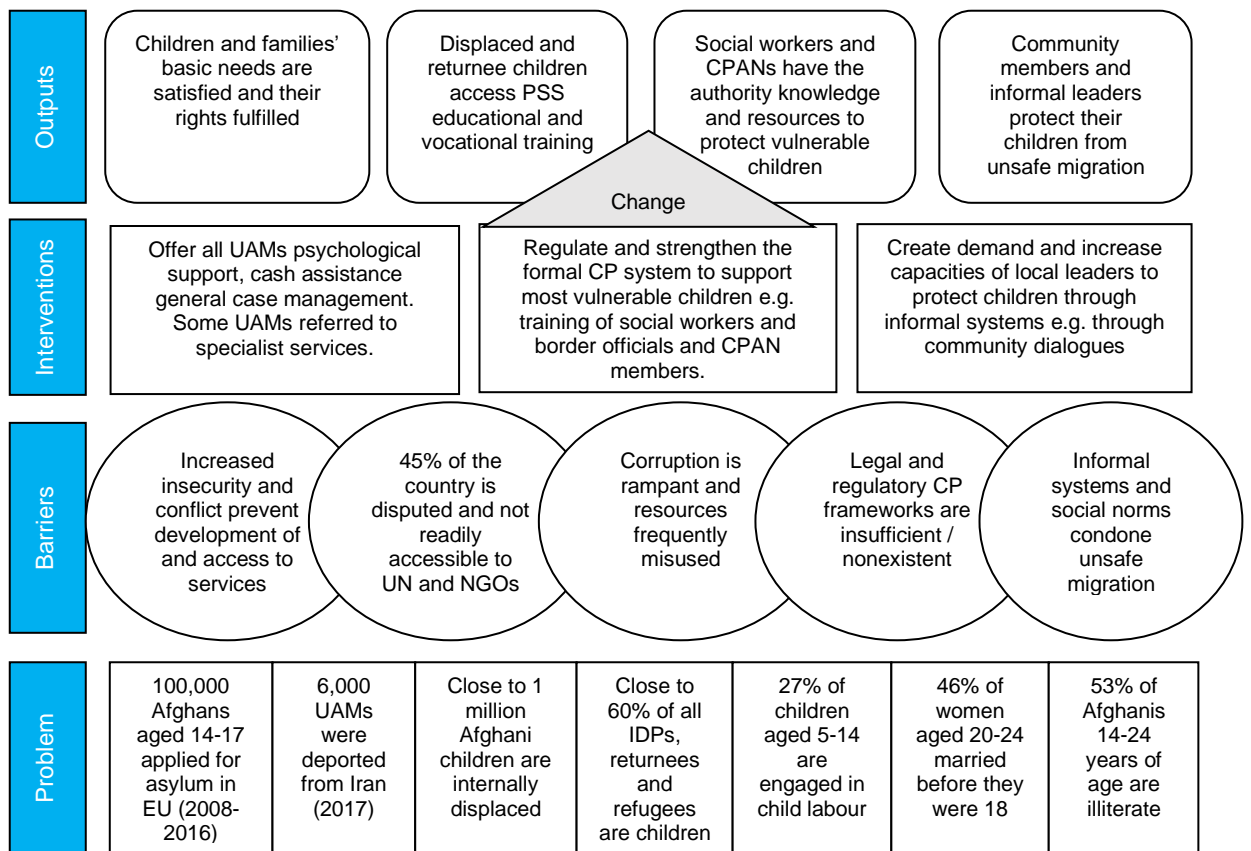 Outputs
Children and families’
basic needs are
satisfied and their
rights fulfilled
Displaced and
returnee children
access PSS
educational and
vocational training
Social workers and
CPANs have the
authority knowledge
and resources to
protect vulnerable
children
Community
members and
informal leaders
protect their
children from
unsafe migration
Change
Interventions
Offer all UAMs psychological
support, cash assistance
general case management.
Some UAMs referred to
specialist services.
Regulate and strengthen the
formal CP system to support
most vulnerable children e.g.
training of social workers and
border officials and CPAN
members.
Create demand and increase
capacities of local leaders to
protect children through
informal systems e.g. through
community dialogues
Barriers
Increased
insecurity and
conflict prevent
development of
and access to
services
45% of the
country is
disputed and not
readily
accessible to
UN and NGOs
Corruption is
rampant and
resources
frequently
misused
Legal and
regulatory CP
frameworks are
insufficient /
nonexistent
Informal
systems and
social norms
condone
unsafe
migration
Problem
100,000
Afghans
aged 14-17
applied for
asylum in
EU (2008-
2016)
6,000
UAMs
were
deported
from Iran
(2017)
Close to 1
million
Afghani
children are
internally
displaced
Close to
60% of all
IDPs,
returnees
and
refugees
are children
27% of
children
aged 5-14
are
engaged in
child labour
46% of
women
aged 20-24
married
before they
were 18
53% of
Afghanis
14-24
years of
age are
illiterate